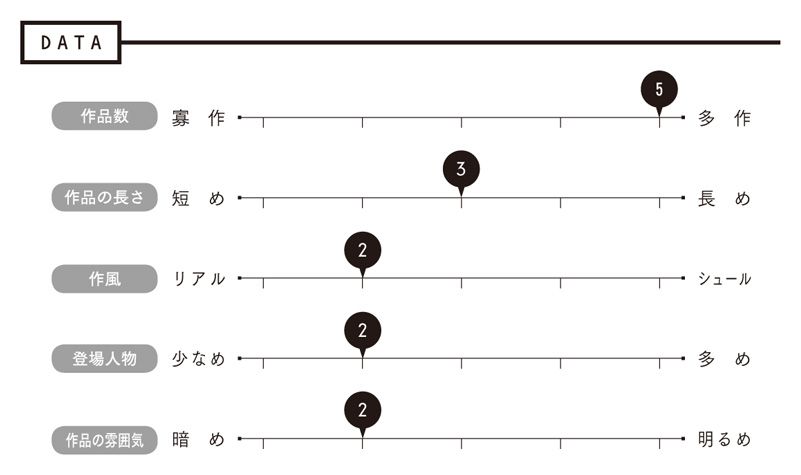 DATA
5
作品数 寡作 多作
3
作品の長さ 短め 長め
2
作風 リアル シュール
2
登場人物 少なめ 多め
2
作品の雰囲気 暗め 明るめ